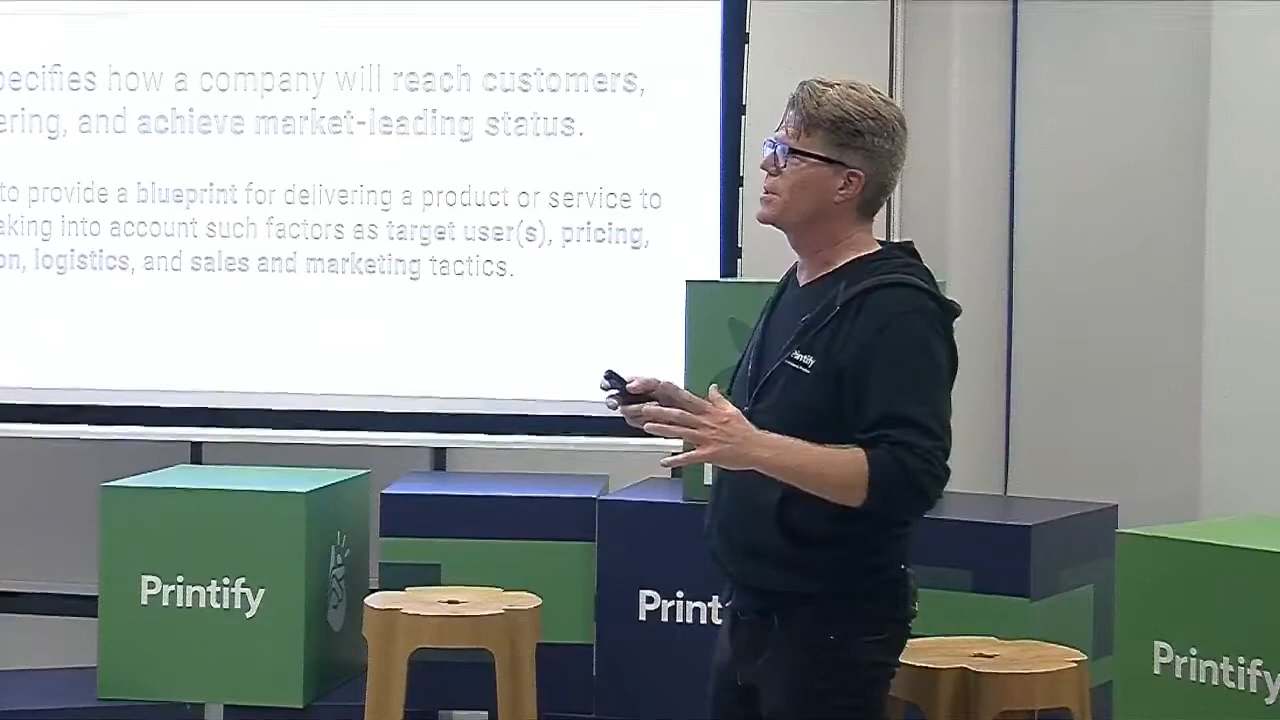 pecifies how a company will reach customers,
ering, and achieve market-leading status.
to provide a blueprint for delivering a product or service to
aking into account such factors as target user(s), pricing,
on, logistics, and sales and marketing tactics.
Printify
Printify
Print
Printify